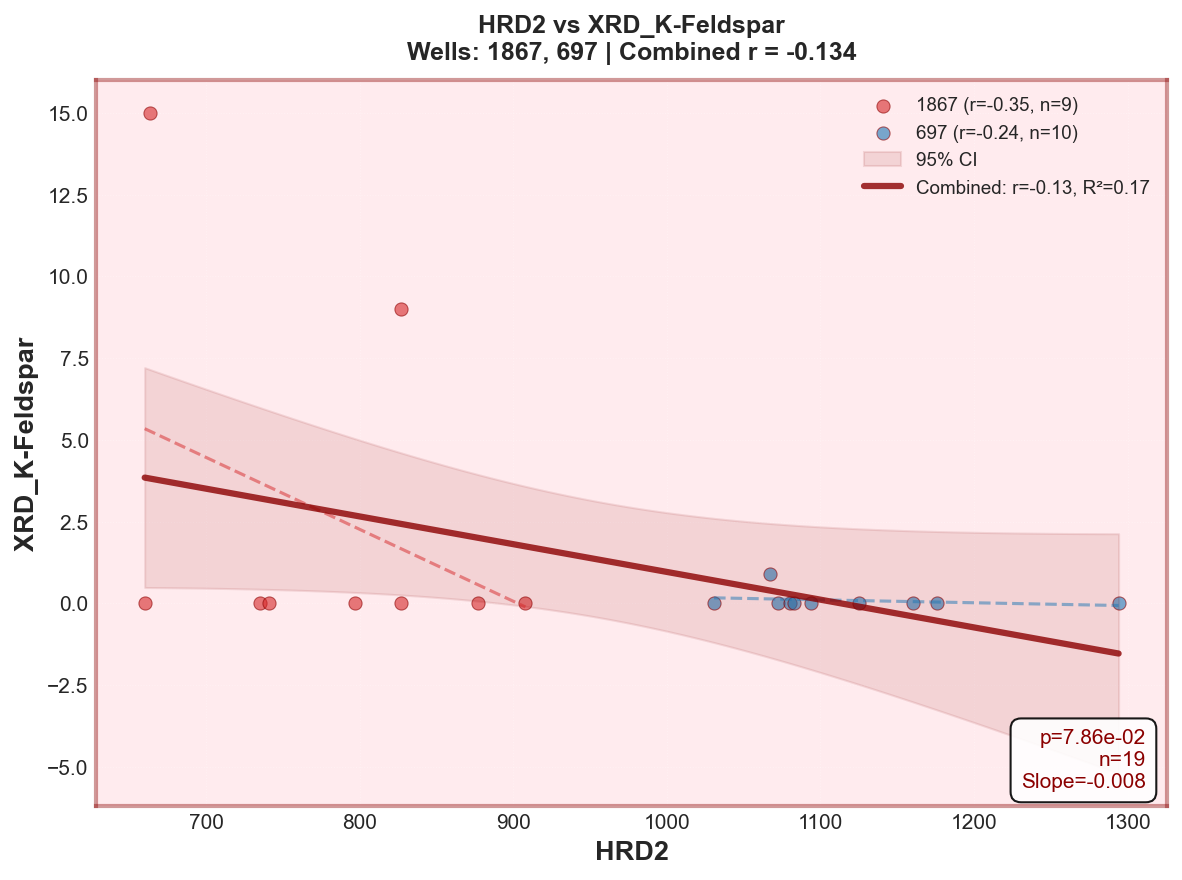 HRD2 vs XRD_K-Feldspar
Wells: 1867, 697 | Combined r = -0.134
1867 (r=-0.35, n=9)
697 (r=-0.24, n=10)
95% CI
Combined: r=-0.13, R²=0.17
XRD_K-Feldspar
15.0
12.5
10.0
7.5
5.0
2.5
0.0
−2.5
−5.0
p=7.86e-02
n=19
Slope=-0.008
700 800 900 1000 1100 1200 1300
HRD2